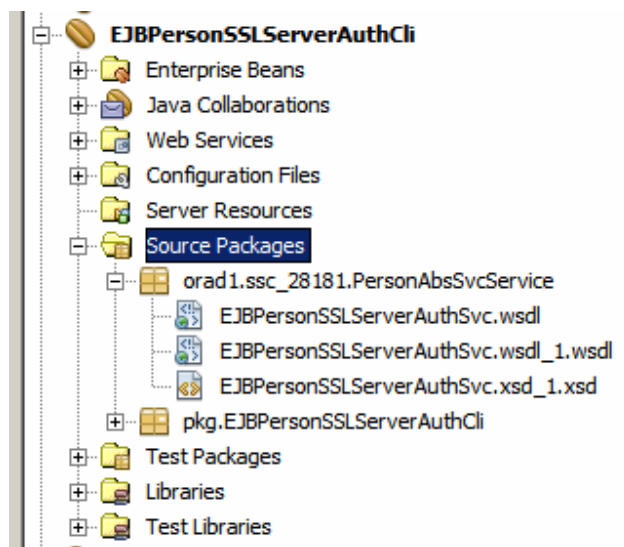 EJBPersonSSLServerAuthCli
Enterprise Beans
Java Collaborations
Web Services
Configuration Files
Server Resources
Source Packages
orad1.ssc_28181.PersonAbsSvcService
EJBPersonSSLServerAuthSvc.wsdl
EJBPersonSSLServerAuthSvc.wsdl_1.wsdl
EJBPersonSSLServerAuthSvc.xsd_1.xsd
pkg.EJBPersonSSLServerAuthCli
Test Packages
Libraries
Test Libraries